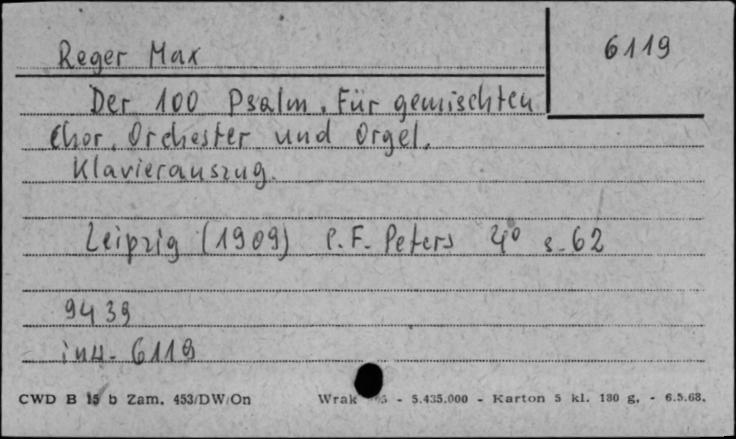 Reger Max
6119
Der 100 Psalm. Für gemischten
Chor, Orchester und Orgel.
Klavierauszug.
Leipzig (1909) C.F. Peters 4° s. 62
9439
inw. 6119
CWD B 15 b Zam. 453/DW/On
Wrak - 5.435.000 - Karton 5 kl. 180 g. - 6.5.68.